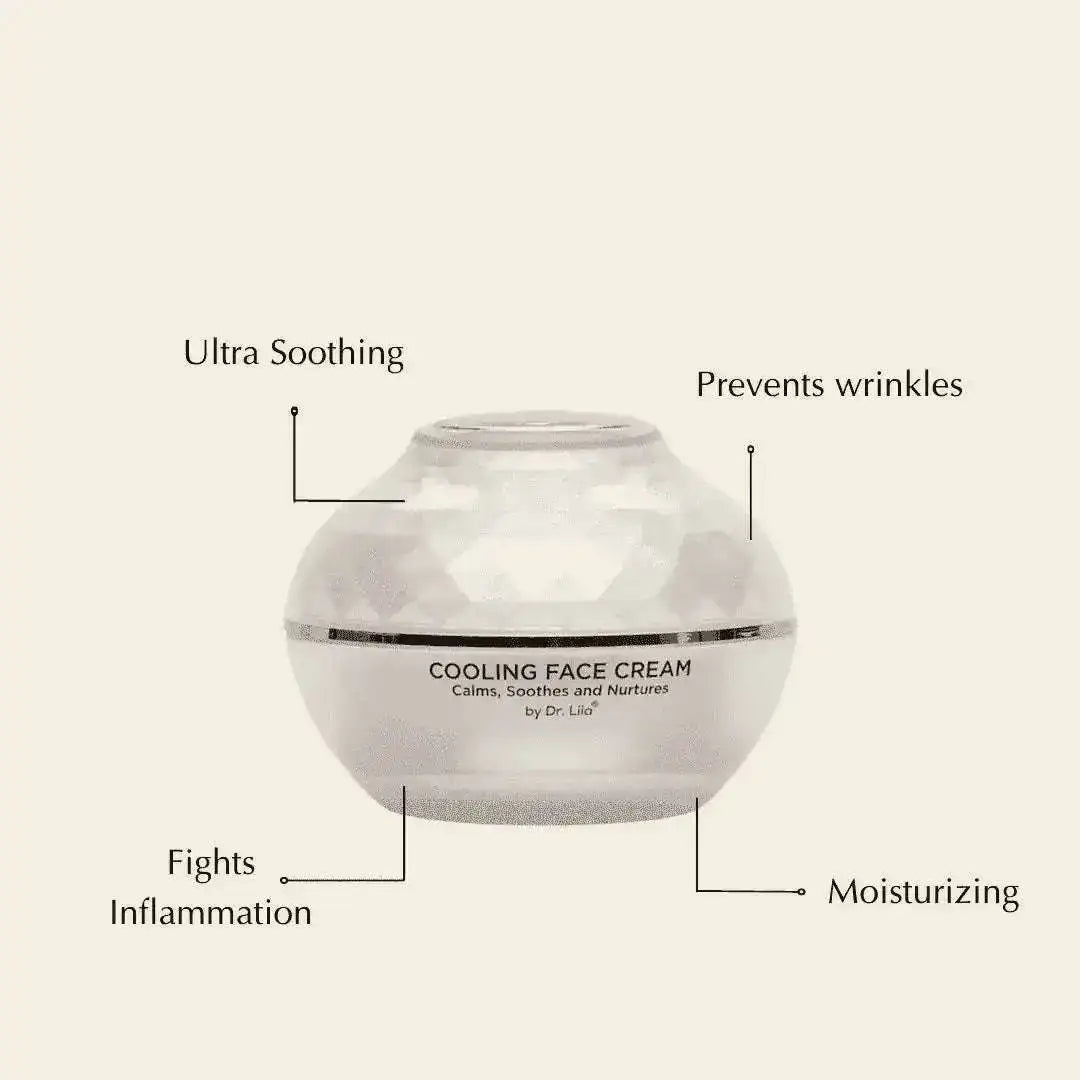 Ultra Soothing
Prevents wrinkles
COOLING FACE CREAM
Calms, Soothes and Nurtures
by Dr. Liia®
Fights
Inflammation
Moisturizing